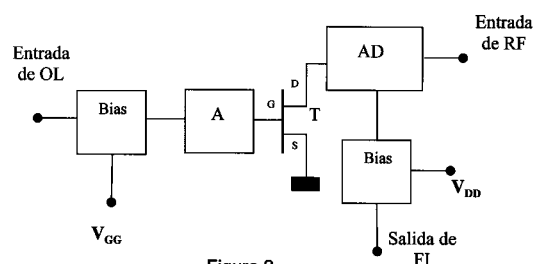 Entrada
de OL
Bias
A
G
D
S
T
AD
Entrada
de RF
Bias
V_GG
V_DD
Salida de
FI
Figura 2